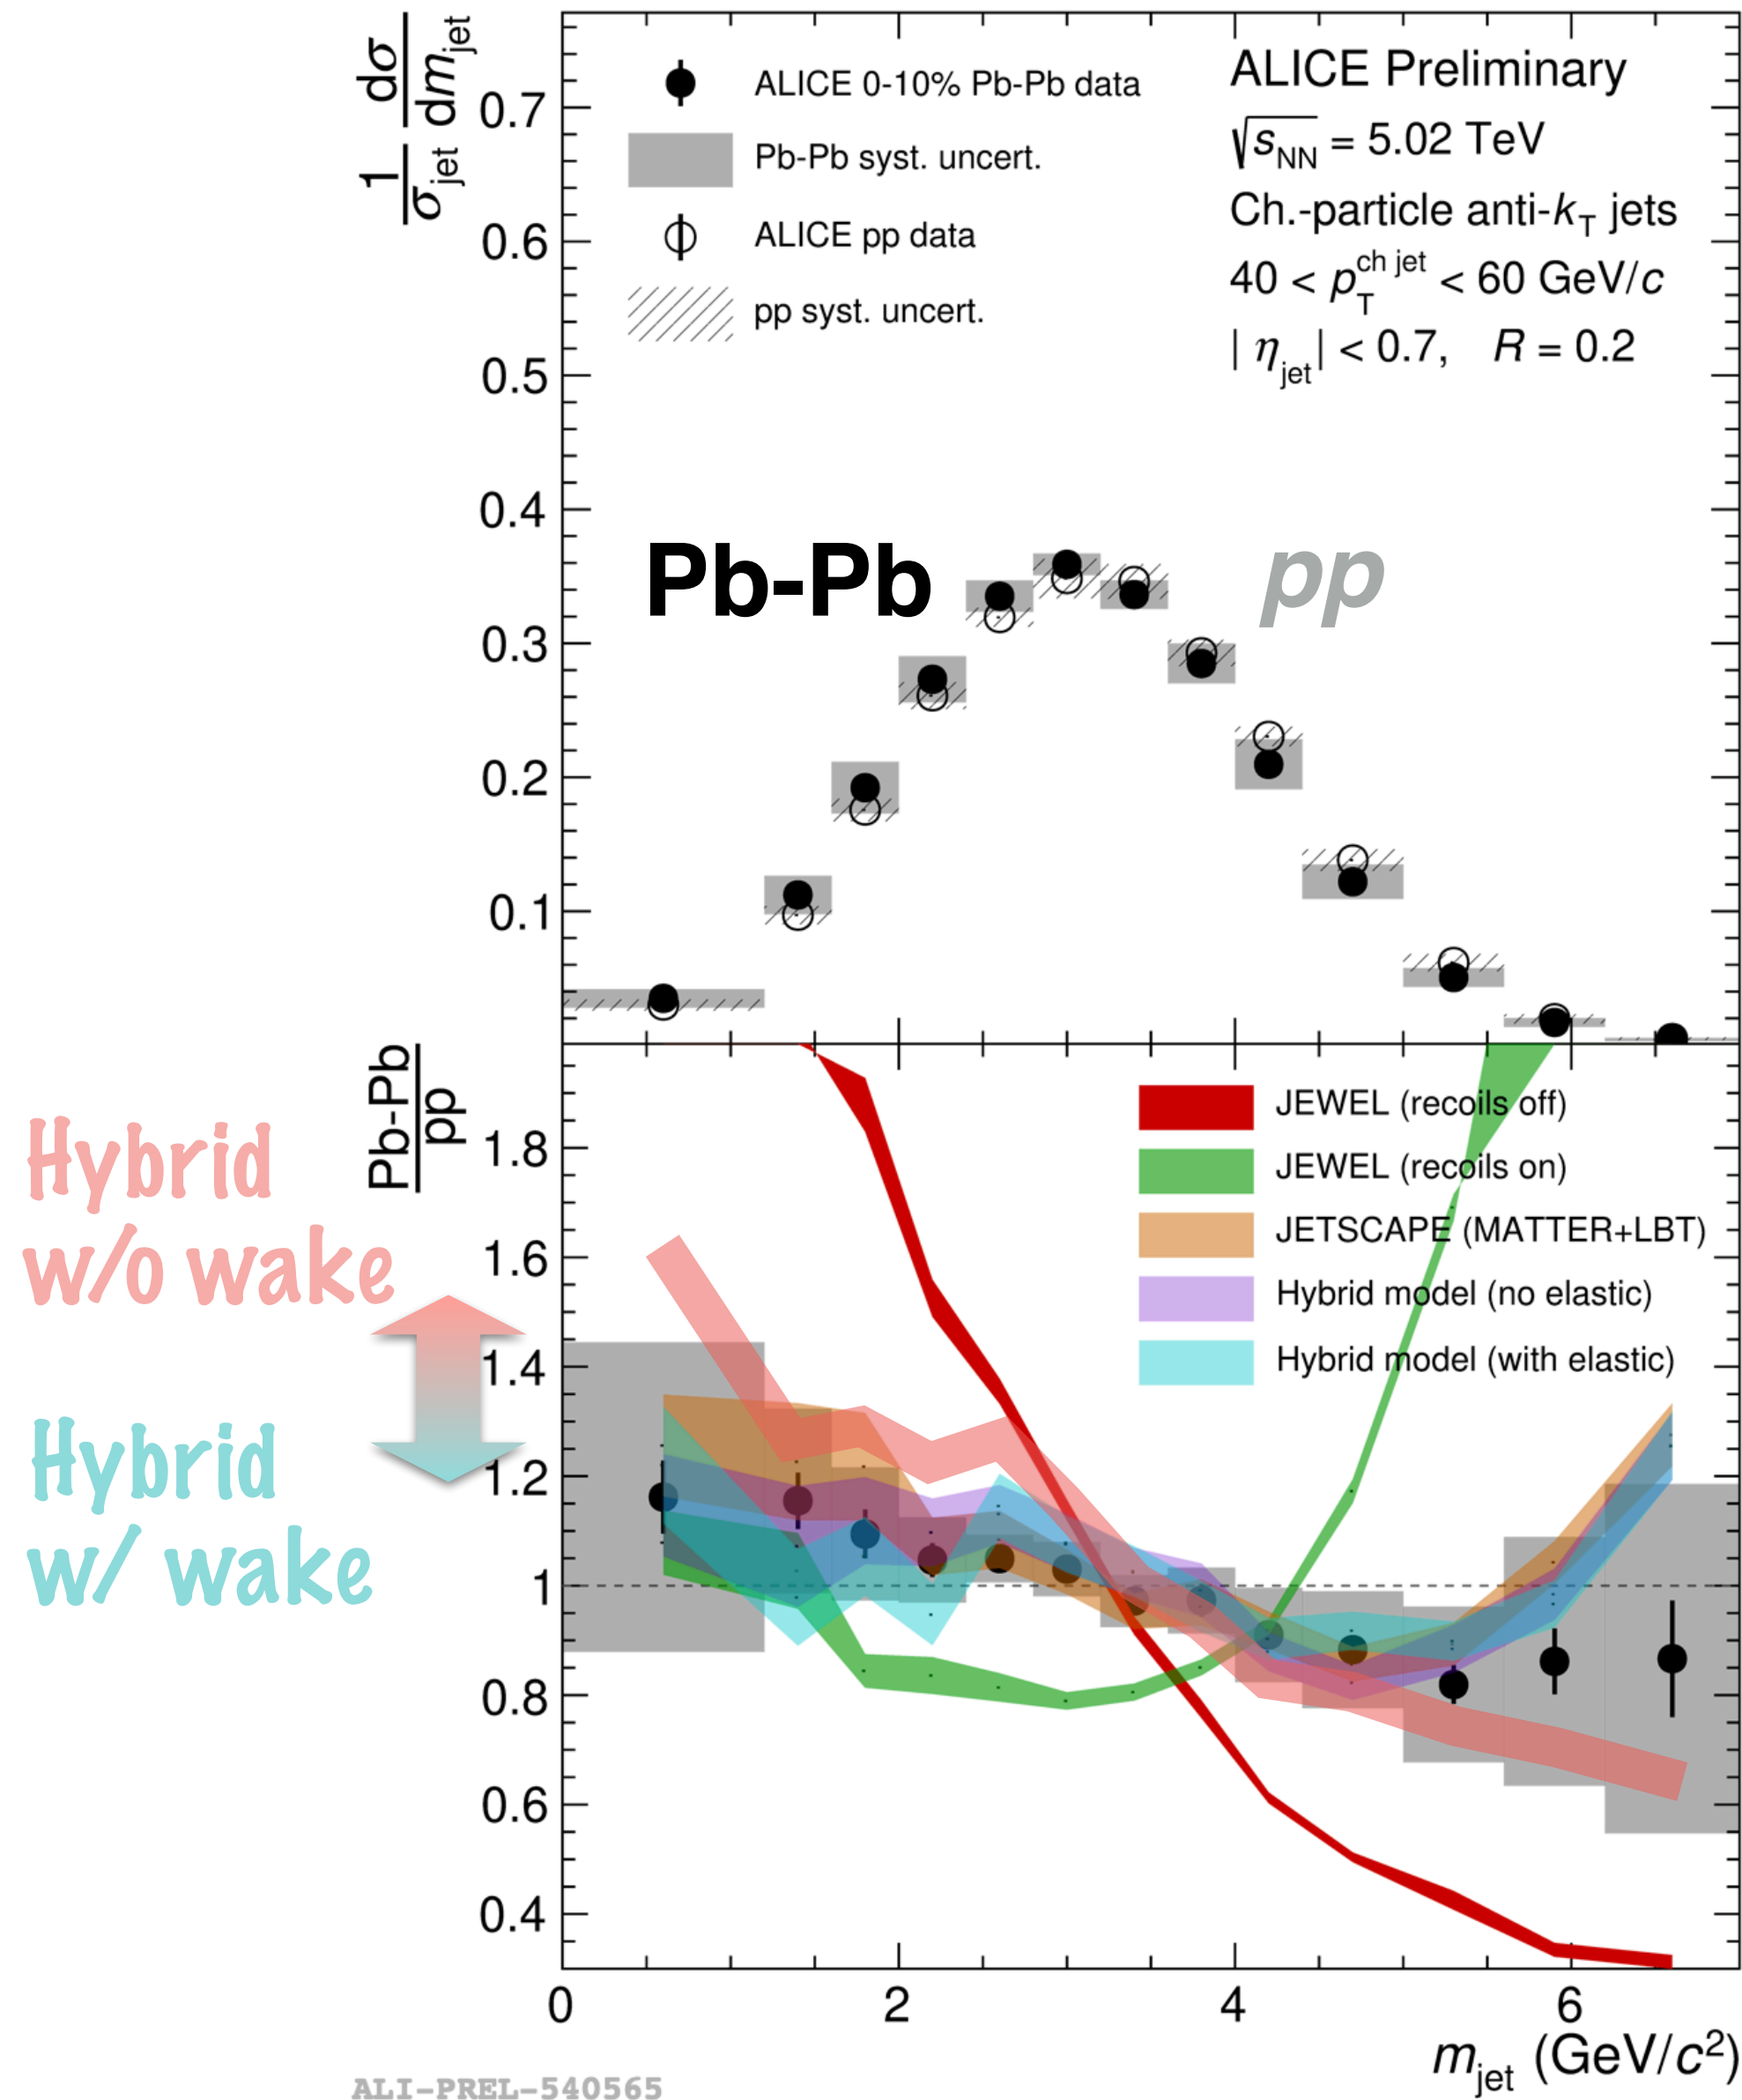 1/σjet dσ/dmjet
0.7
0.6
0.5
0.4
0.3
0.2
0.1
ALICE 0-10% Pb-Pb data
Pb-Pb syst. uncert.
ALICE pp data
pp syst. uncert.
ALICE Preliminary
√sNN = 5.02 TeV
Ch.-particle anti-kT jets
40 < pT ch jet < 60 GeV/c
| ηjet| < 0.7, R = 0.2
Pb-Pb
pp
Pb-Pb/pp
1.8
1.6
1.4
1.2
1
0.8
0.6
0.4
JEWEL (recoils off)
JEWEL (recoils on)
JETSCAPE (MATTER+LBT)
Hybrid model (no elastic)
Hybrid model (with elastic)
Hybrid
w/o wake
Hybrid
w/ wake
0 2 4 6
mjet (GeV/c²)
ALI-PREL-540565